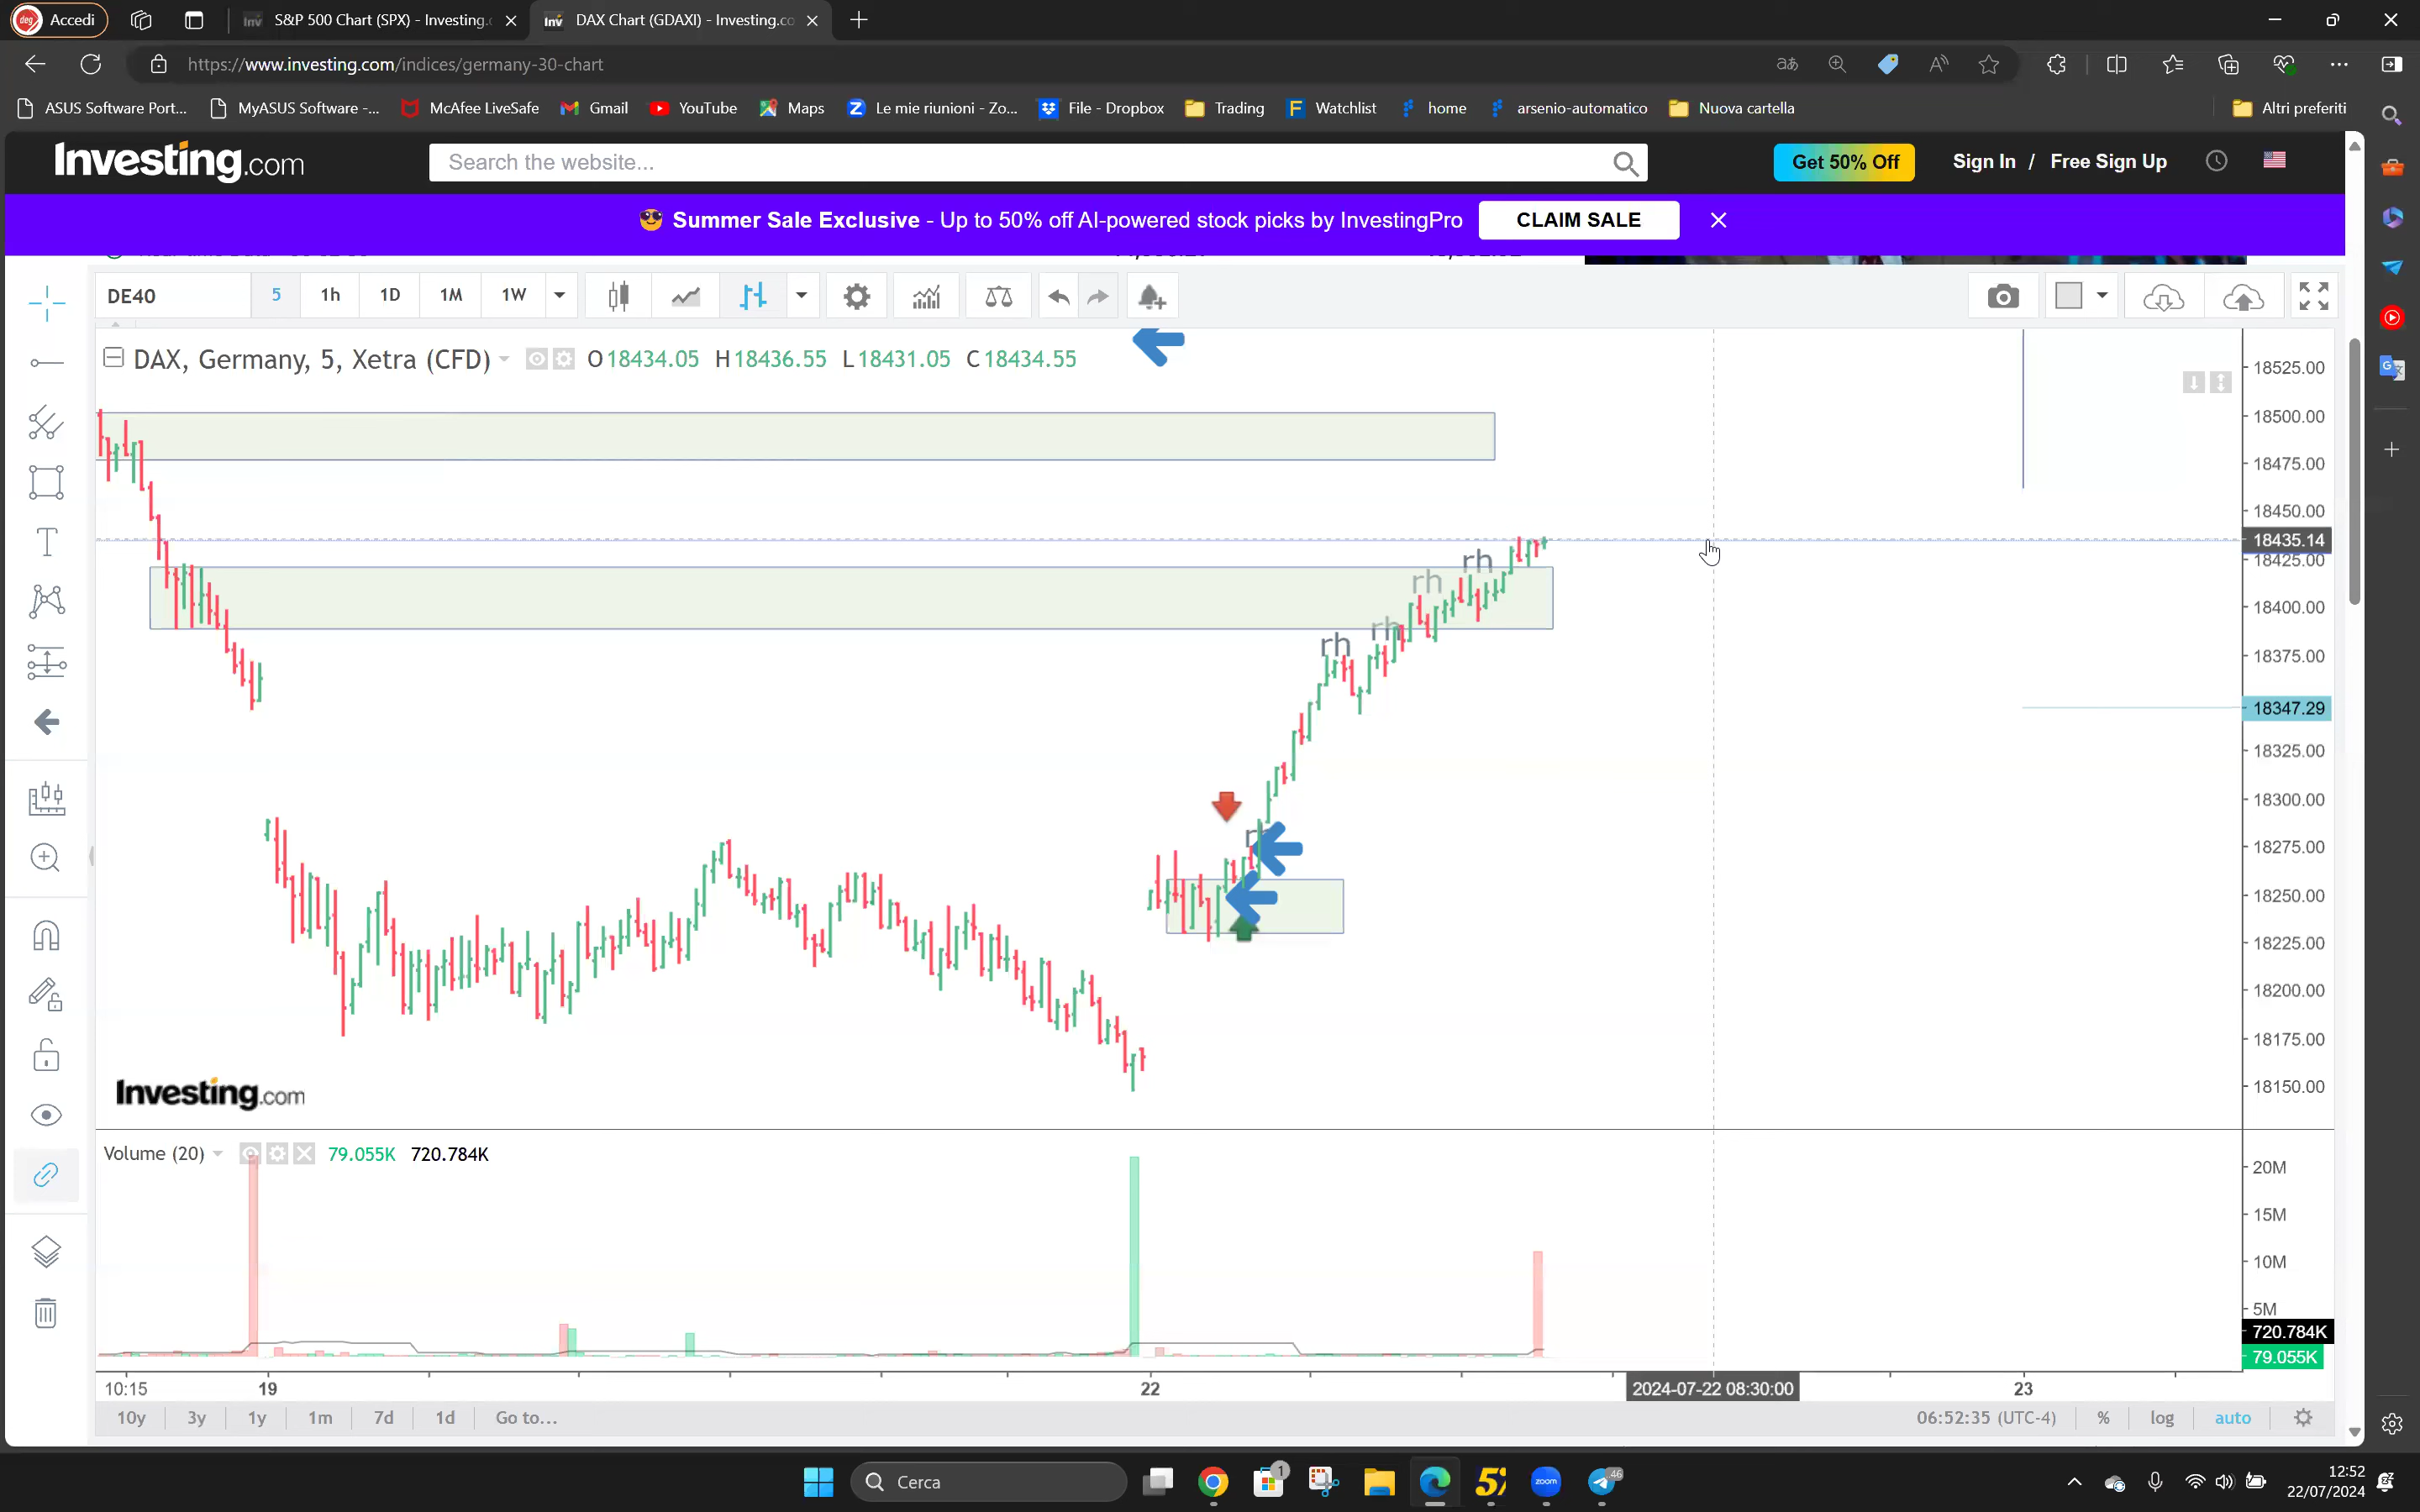 Accedi
S&P 500 Chart (SPX) - Investing.
DAX Chart (GDAXI) - Investing.co
https://www.investing.com/indices/germany-30-chart
ASUS Software Port...
MyASUS Software -...
McAfee LiveSafe
Gmail
YouTube
Maps
Le mie riunioni - Zo...
File - Dropbox
Trading
Watchlist
home
arsenio-automatico
Nuova cartella
Altri preferiti
Investing.com
Search the website...
Get 50% Off
Sign In / Free Sign Up
Summer Sale Exclusive - Up to 50% off AI-powered stock picks by InvestingPro
CLAIM SALE
DE40
5
1h
1D
1M
1W
DAX, Germany, 5, Xetra (CFD)
O 18434.05 H 18436.55 L 18431.05 C 18434.55
18525.00
18500.00
18475.00
18450.00
18435.14
18425.00
18400.00
18375.00
18347.29
18325.00
18300.00
18275.00
18250.00
18225.00
18200.00
18175.00
18150.00
rh
rh
rh
rh
Investing.com
Volume (20)
79.055K 720.784K
20M
15M
10M
5M
720.784K
79.055K
10:15
19
22
2024-07-22 08:30:00
23
10y
3y
1y
1m
7d
1d
Go to...
06:52:35 (UTC-4)
%
log
auto
Cerca
1
46
zoom
12:52
22/07/2024